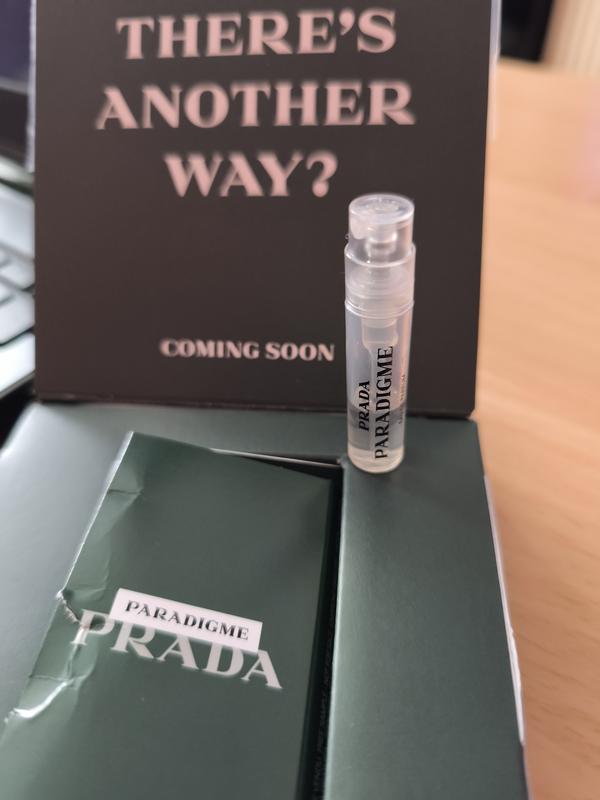 THERE'S
ANOTHER
WAY?
COMING SOON
PRADA
PARADIGME
PARADIGME
PRADA